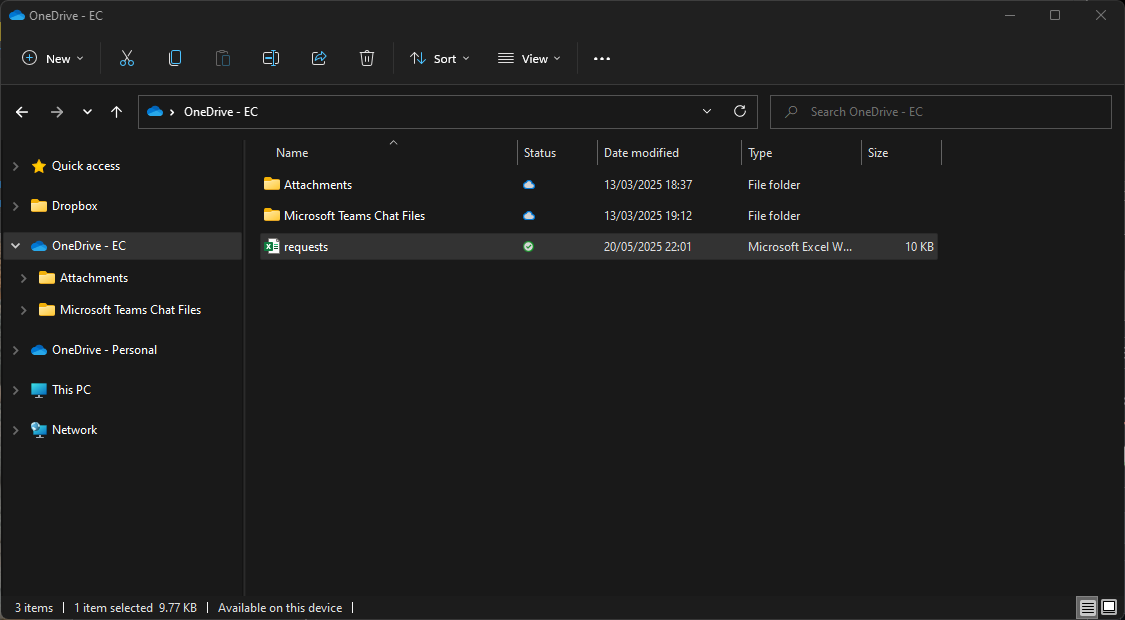 OneDrive - EC
New Sort View
OneDrive - EC Search OneDrive - EC
Name Status Date modified Type Size
Quick access
Dropbox
OneDrive - EC
Attachments
Microsoft Teams Chat Files
OneDrive - Personal
This PC
Network
Attachments 13/03/2025 18:37 File folder
Microsoft Teams Chat Files 13/03/2025 19:12 File folder
requests 20/05/2025 22:01 Microsoft Excel W... 10 KB
3 items 1 item selected 9.77 KB Available on this device